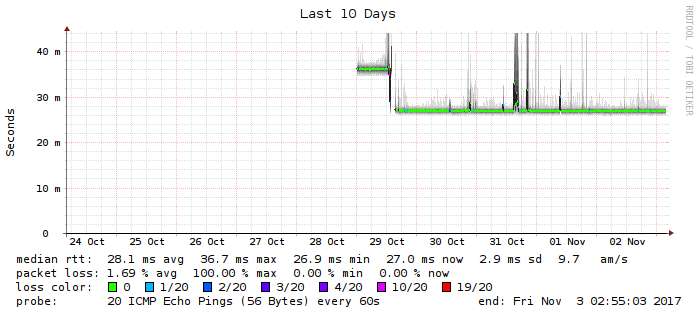 Last 10 Days
RRDTOOL / TOBI OETIKER
Seconds
40 m
30 m
20 m
10 m
0
24 Oct 25 Oct 26 Oct 27 Oct 28 Oct 29 Oct 30 Oct 31 Oct 01 Nov 02 Nov
median rtt: 28.1 ms avg 36.7 ms max 26.9 ms min 27.0 ms now 2.9 ms sd 9.7 am/s
packet loss: 1.69 % avg 100.00 % max 0.00 % min 0.00 % now
loss color: 0 1/20 2/20 3/20 4/20 10/20 19/20
probe: 20 ICMP Echo Pings (56 Bytes) every 60s end: Fri Nov 3 02:55:03 2017